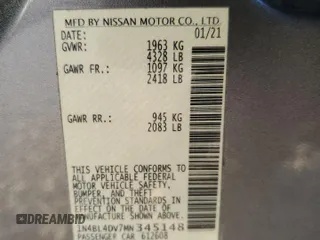 MFD BY NISSAN MOTOR CO., LTD.
DATE: 01/21
GVWR: 1963 KG
4328 LB
GAWR FR.: 1097 KG
2418 LB
GAWR RR.: 945 KG
2083 LB
THIS VEHICLE CONFORMS TO ALL
FEDERAL MOTOR VEHICLE SAFETY,
BUMPER, AND THEFT PREVENTION
STANDARDS IN EFFECT ON THE DATE
OF MANUFACTURE SHOWN ABOVE.
1N4BL4DV7MN345148
PASSENGER CAR 612608
DREAMBID